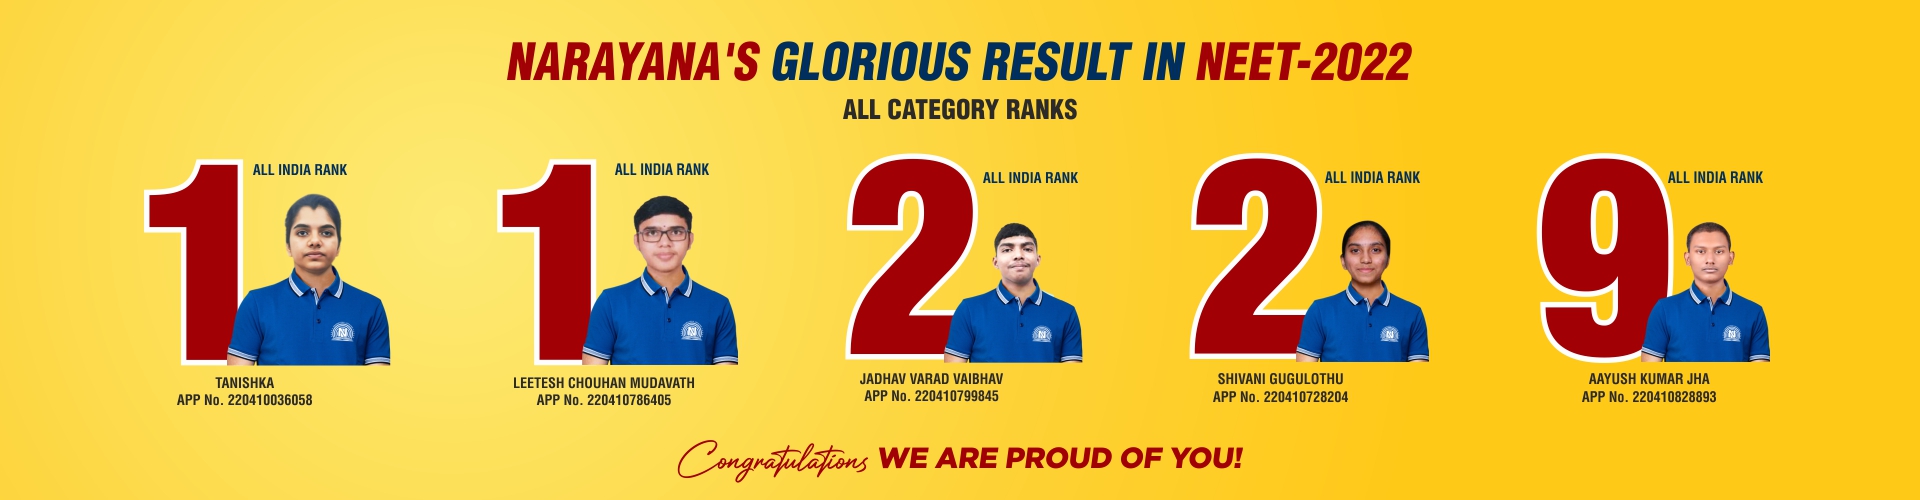 NARAYANA'S GLORIOUS RESULT IN NEET-2022
ALL CATEGORY RANKS
1 ALL INDIA RANK
TANISHKA
APP No. 220410036058
1 ALL INDIA RANK
LEETESH CHOUHAN MUDAVATH
APP No. 220410786405
2 ALL INDIA RANK
JADHAV VARAD VAIBHAV
APP No. 220410799845
2 ALL INDIA RANK
SHIVANI GUGULOTHU
APP No. 220410728204
9 ALL INDIA RANK
AAYUSH KUMAR JHA
APP No. 220410828893
Congratulations WE ARE PROUD OF YOU!